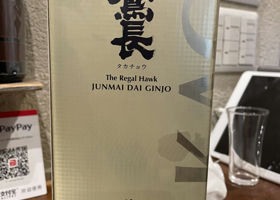 鷹長
タカチョウ
The Regal Hawk
JUNMAI DAI GINJO
PayPay